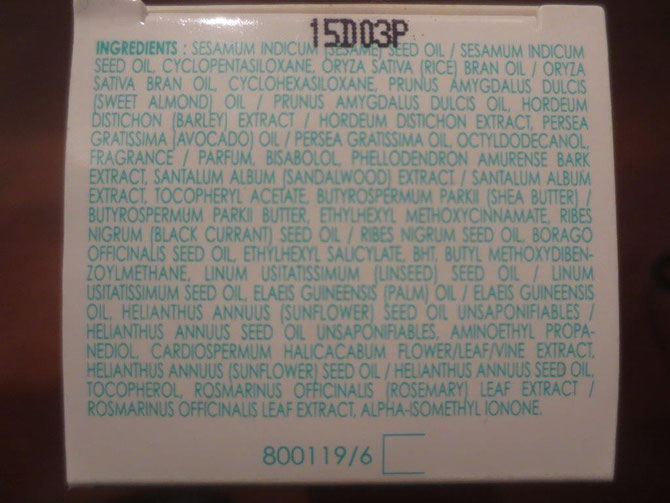 15D03P
INGREDIENTS : SESAMUM INDICUM (SESAME) SEED OIL / SESAMUM INDICUM
SEED OIL, CYCLOPENTASILOXANE, ORYZA SATIVA (RICE) BRAN OIL / ORYZA
SATIVA BRAN OIL, CYCLOHEXASILOXANE, PRUNUS AMYGDALUS DULCIS
(SWEET ALMOND) OIL / PRUNUS AMYGDALUS DULCIS OIL, HORDEUM
DISTICHON (BARLEY) EXTRACT / HORDEUM DISTICHON EXTRACT, PERSEA
GRATISSIMA (AVOCADO) OIL / PERSEA GRATISSIMA OIL, OCTYLDODECANOL,
FRAGRANCE / PARFUM, BISABOLOL, PHELLODENDRON AMURENSE BARK
EXTRACT, SANTALUM ALBUM (SANDALWOOD) EXTRACT / SANTALUM ALBUM
EXTRACT, TOCOPHERYL ACETATE, BUTYROSPERMUM PARKII (SHEA BUTTER) /
BUTYROSPERMUM PARKII BUTTER, ETHYLHEXYL METHOXYCINNAMATE, RIBES
NIGRUM (BLACK CURRANT) SEED OIL / RIBES NIGRUM SEED OIL, BORAGO
OFFICINALIS SEED OIL, ETHYLHEXYL SALICYLATE, BHT, BUTYL METHOXYDIBEN-
ZOYLMETHANE, LINUM USITATISSIMUM (LINSEED) SEED OIL / LINUM
USITATISSIMUM SEED OIL, ELAEIS GUINEENSIS (PALM) OIL / ELAEIS GUINEENSIS
OIL, HELIANTHUS ANNUUS (SUNFLOWER) SEED OIL UNSAPONIFIABLES /
HELIANTHUS ANNUUS SEED OIL UNSAPONIFIABLES, AMINOETHYL PROPA-
NEDIOL, CARDIOSPERMUM HALICACABUM FLOWER/LEAF/VINE EXTRACT,
HELIANTHUS ANNUUS (SUNFLOWER) SEED OIL / HELIANTHUS ANNUUS SEED OIL,
TOCOPHEROL, ROSMARINUS OFFICINALIS (ROSEMARY) LEAF EXTRACT /
ROSMARINUS OFFICINALIS LEAF EXTRACT, ALPHA-ISOMETHYL IONONE.
800119/6